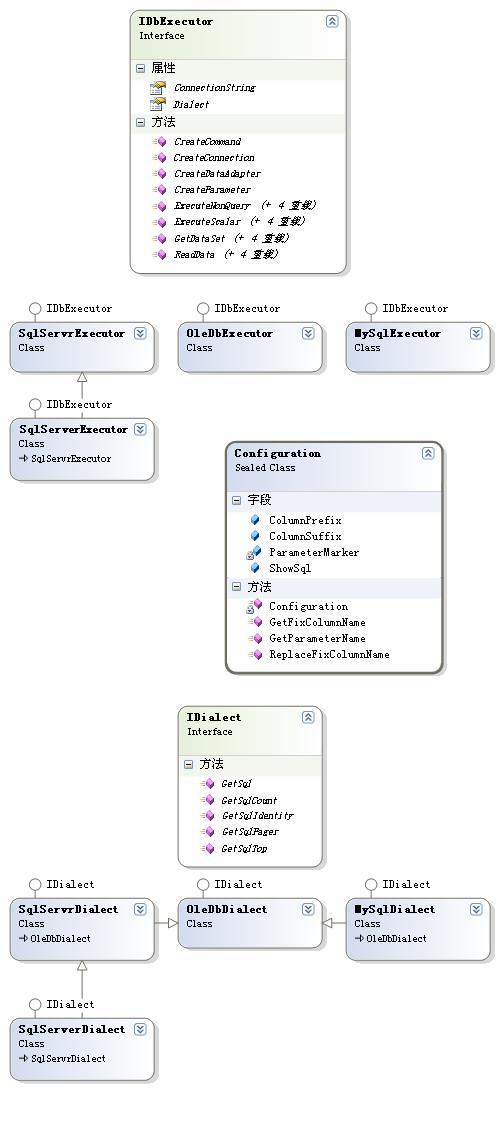 IDbExecutor
Interface
属性
ConnectionString
Dialect
方法
CreateCommand
CreateConnection
CreateDataAdapter
CreateParameter
ExecuteNonQuery (+ 4 重载)
ExecuteScalar (+ 4 重载)
GetDataSet (+ 4 重载)
ReadData (+ 4 重载)
IDbExecutor
SqlServrExecutor
Class
IDbExecutor
OleDbExecutor
Class
IDbExecutor
MySqlExecutor
Class
IDbExecutor
SqlServerExecutor
Class
SqlServrExecutor
Configuration
Sealed Class
字段
ColumnPrefix
ColumnSuffix
ParameterMarker
ShowSql
方法
Configuration
GetFixColumnName
GetParameterName
ReplaceFixColumnName
IDialect
Interface
方法
GetSql
GetSqlCount
GetSqlIdentity
GetSqlPager
GetSqlTop
IDialect
SqlServrDialect
Class
OleDbDialect
IDialect
OleDbDialect
Class
IDialect
MySqlDialect
Class
OleDbDialect
IDialect
SqlServerDialect
Class
SqlServrDialect